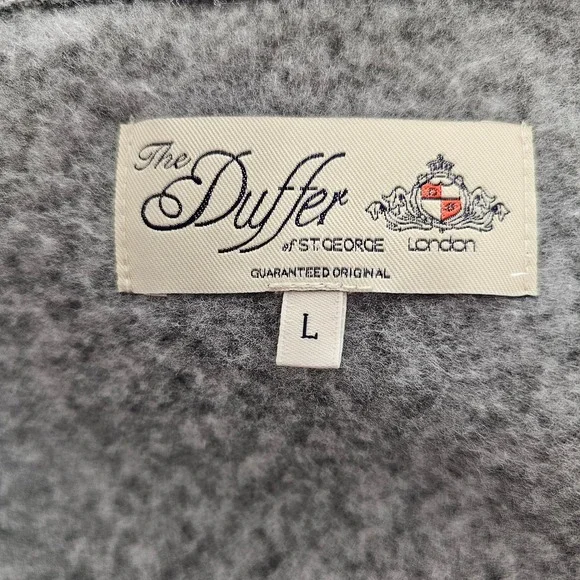 The Duffer
of ST. GEORGE London
GUARANTEED ORIGINAL
L